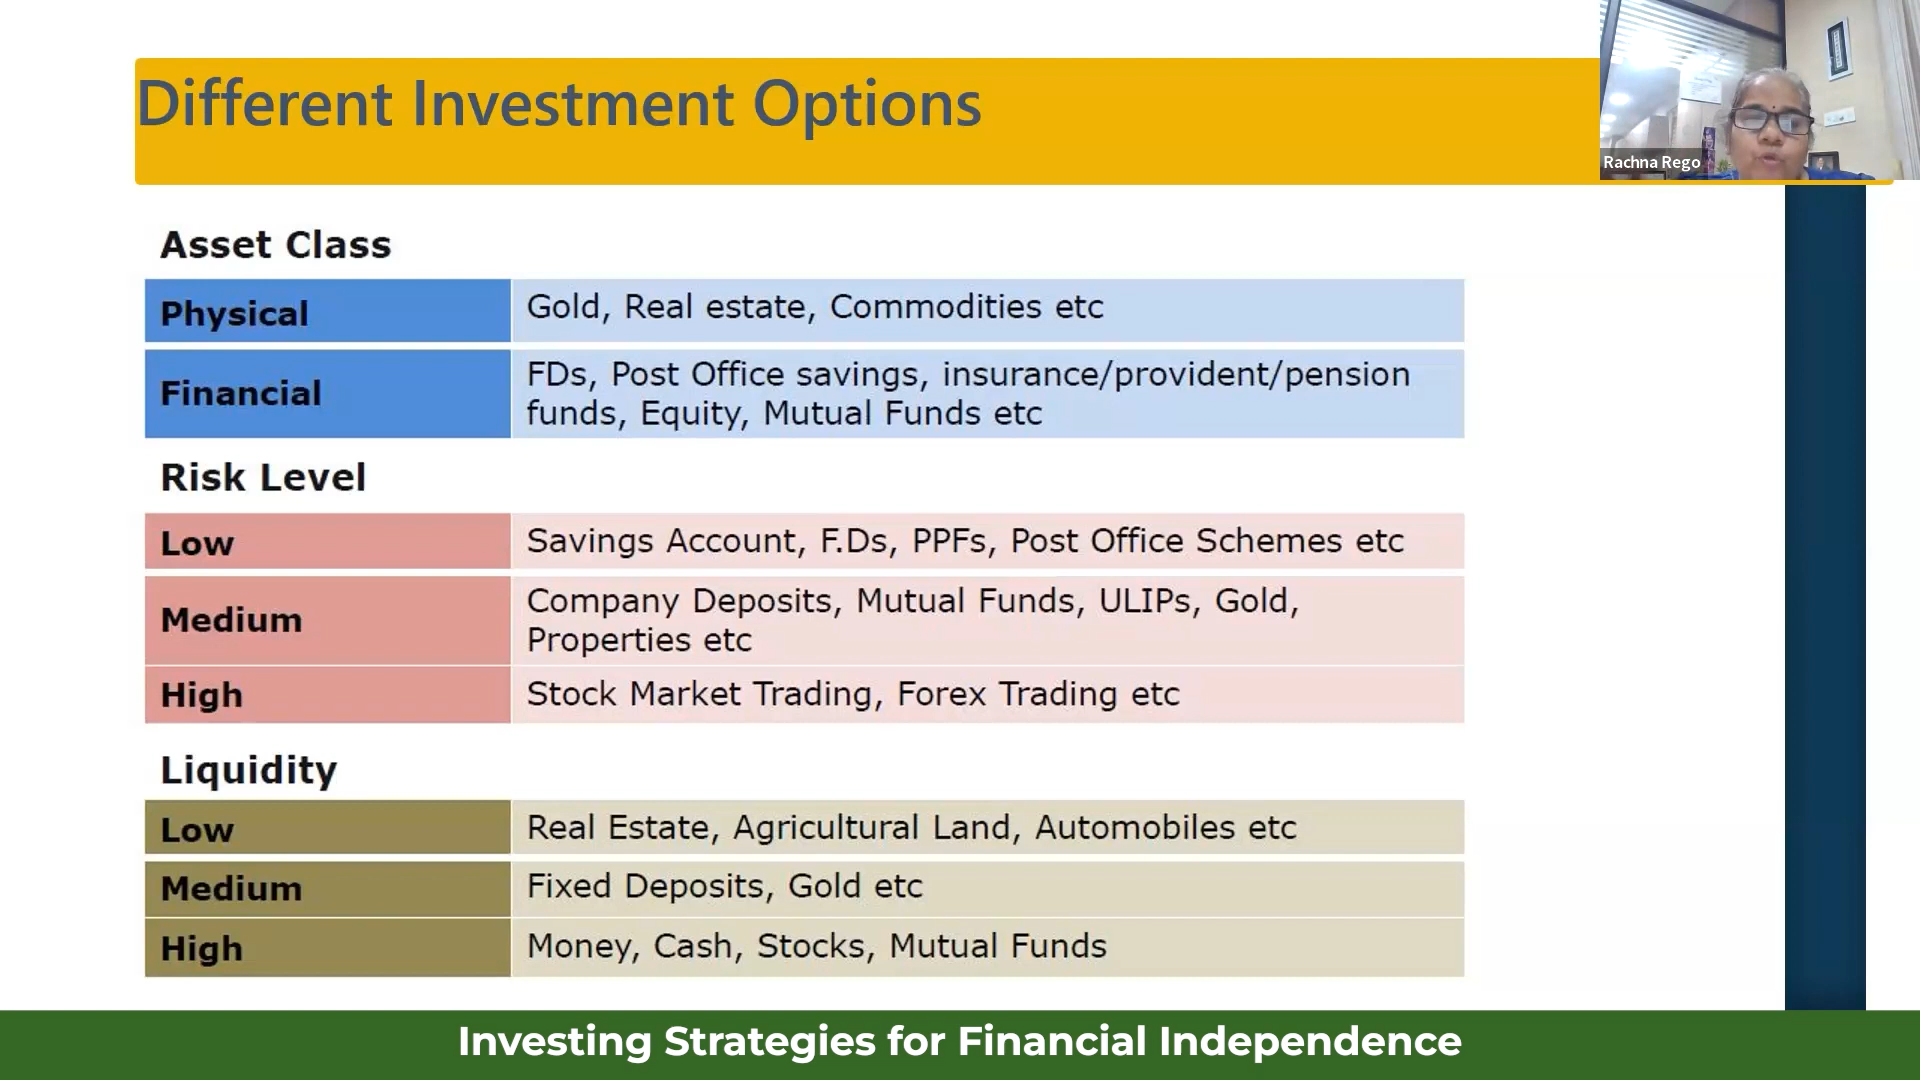 Different Investment Options
Rachna Rego
Asset Class
Physical
Gold, Real estate, Commodities etc
Financial
FDs, Post Office savings, insurance/provident/pension
funds, Equity, Mutual Funds etc
Risk Level
Low
Savings Account, F.Ds, PPFs, Post Office Schemes etc
Medium
Company Deposits, Mutual Funds, ULIPs, Gold,
Properties etc
High
Stock Market Trading, Forex Trading etc
Liquidity
Low
Real Estate, Agricultural Land, Automobiles etc
Medium
Fixed Deposits, Gold etc
High
Money, Cash, Stocks, Mutual Funds
Investing Strategies for Financial Independence